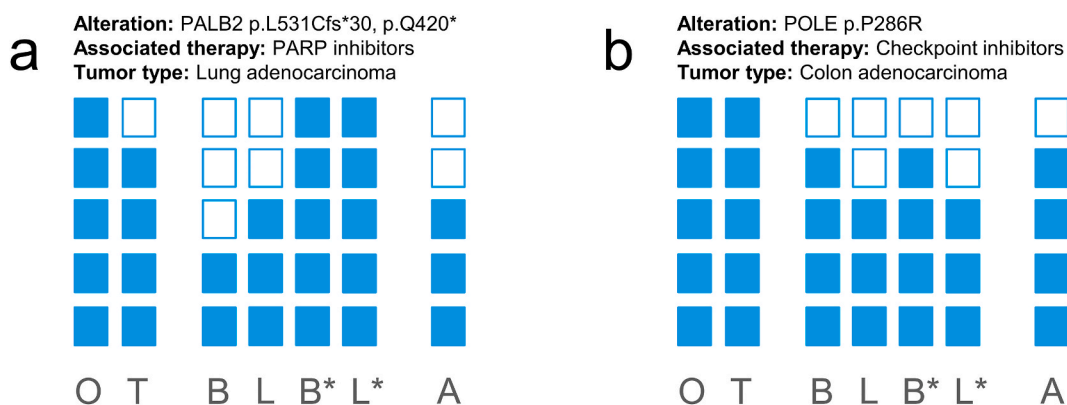 a
Alteration: PALB2 p.L531Cfs*30, p.Q420*
Associated therapy: PARP inhibitors
Tumor type: Lung adenocarcinoma
O T B L B* L* A
b
Alteration: POLE p.P286R
Associated therapy: Checkpoint inhibitors
Tumor type: Colon adenocarcinoma
O T B L B* L* A